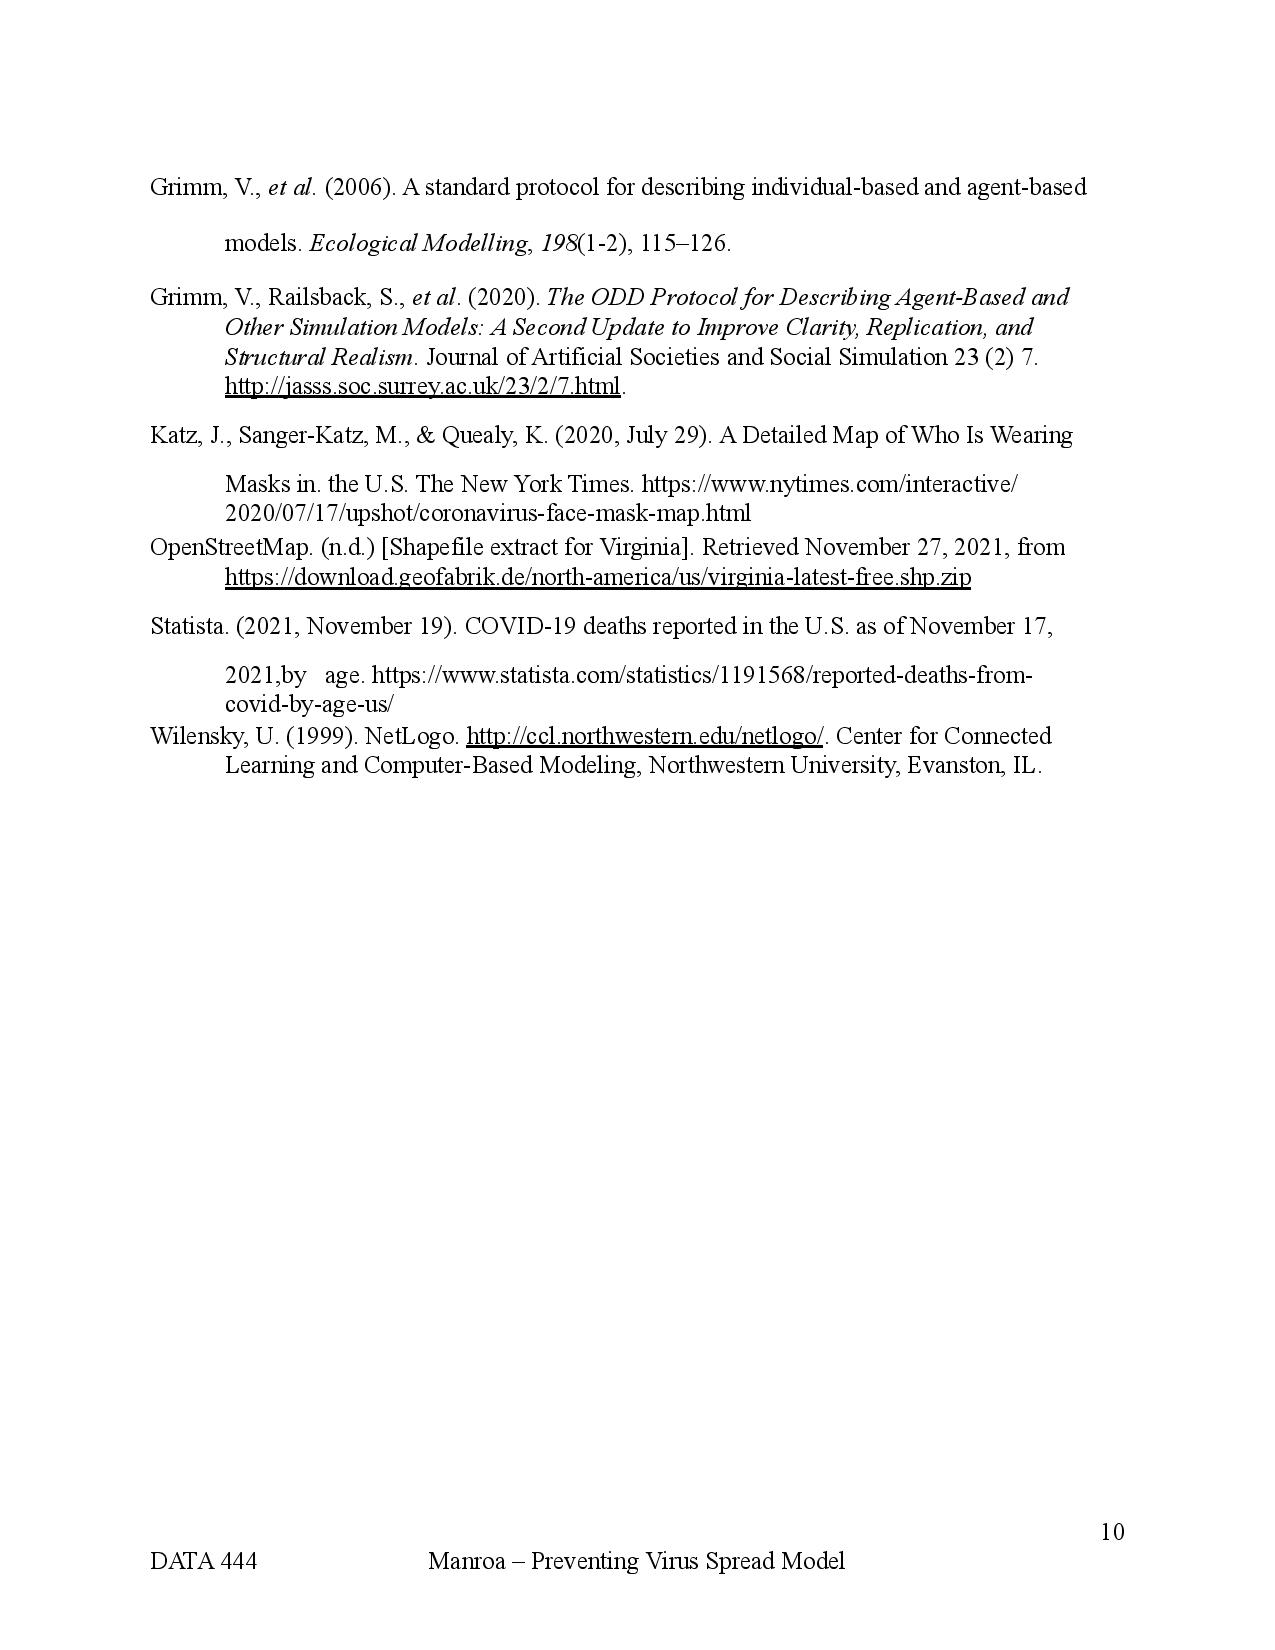 Grimm, V., et al. (2006). A standard protocol for describing individual-based and agent-based
models. Ecological Modelling, 198(1-2), 115–126.
Grimm, V., Railsback, S., et al. (2020). The ODD Protocol for Describing Agent-Based and
Other Simulation Models: A Second Update to Improve Clarity, Replication, and
Structural Realism. Journal of Artificial Societies and Social Simulation 23 (2) 7.
http://jasss.soc.surrey.ac.uk/23/2/7.html.
Katz, J., Sanger-Katz, M., & Quealy, K. (2020, July 29). A Detailed Map of Who Is Wearing
Masks in. the U.S. The New York Times. https://www.nytimes.com/interactive/
2020/07/17/upshot/coronavirus-face-mask-map.html
OpenStreetMap. (n.d.) [Shapefile extract for Virginia]. Retrieved November 27, 2021, from
https://download.geofabrik.de/north-america/us/virginia-latest-free.shp.zip
Statista. (2021, November 19). COVID-19 deaths reported in the U.S. as of November 17,
2021,by age. https://www.statista.com/statistics/1191568/reported-deaths-from-
covid-by-age-us/
Wilensky, U. (1999). NetLogo. http://ccl.northwestern.edu/netlogo/. Center for Connected
Learning and Computer-Based Modeling, Northwestern University, Evanston, IL.
10
DATA 444 Manroa – Preventing Virus Spread Model